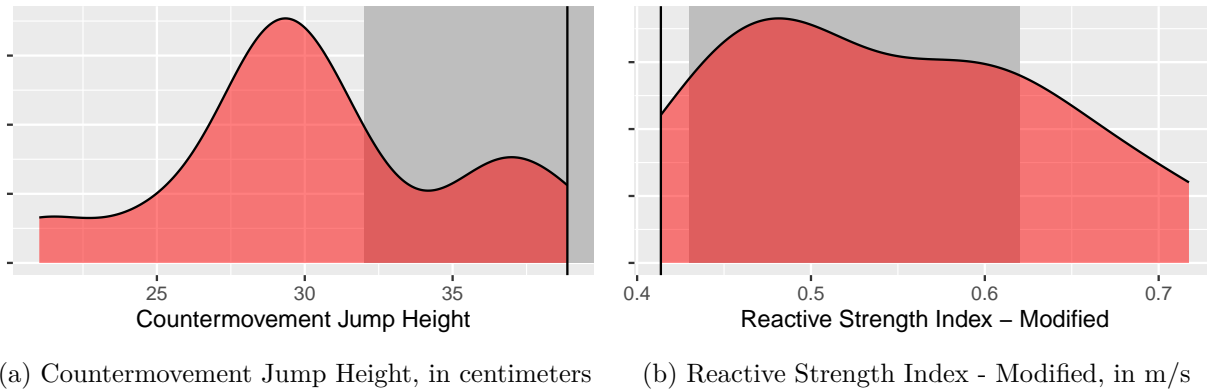 25 30 35
Countermovement Jump Height
0.4 0.5 0.6 0.7
Reactive Strength Index – Modified
(a) Countermovement Jump Height, in centimeters
(b) Reactive Strength Index - Modified, in m/s